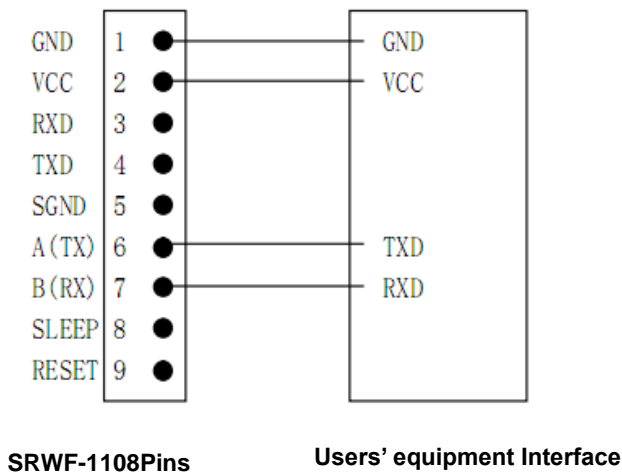 GND 1 GND
VCC 2 VCC
RXD 3
TXD 4
SGND 5
A(TX) 6 TXD
B(RX) 7 RXD
SLEEP 8
RESET 9
SRWF-1108Pins Users’ equipment Interface